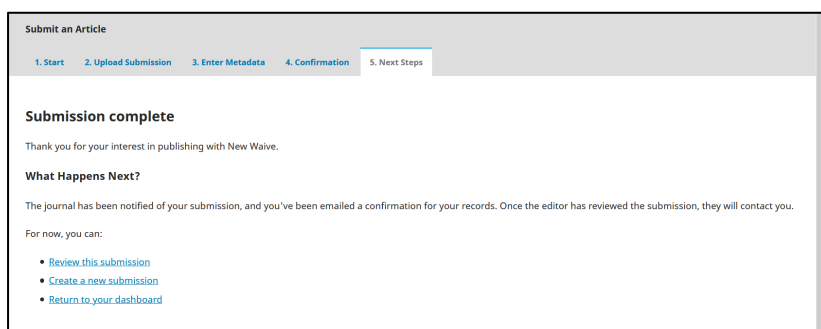 Submit an Article
1. Start 2. Upload Submission 3. Enter Metadata 4. Confirmation 5. Next Steps
Submission complete
Thank you for your interest in publishing with New Waive.
What Happens Next?
The journal has been notified of your submission, and you've been emailed a confirmation for your records. Once the editor has reviewed the submission, they will contact you.
For now, you can:
• Review this submission
• Create a new submission
• Return to your dashboard